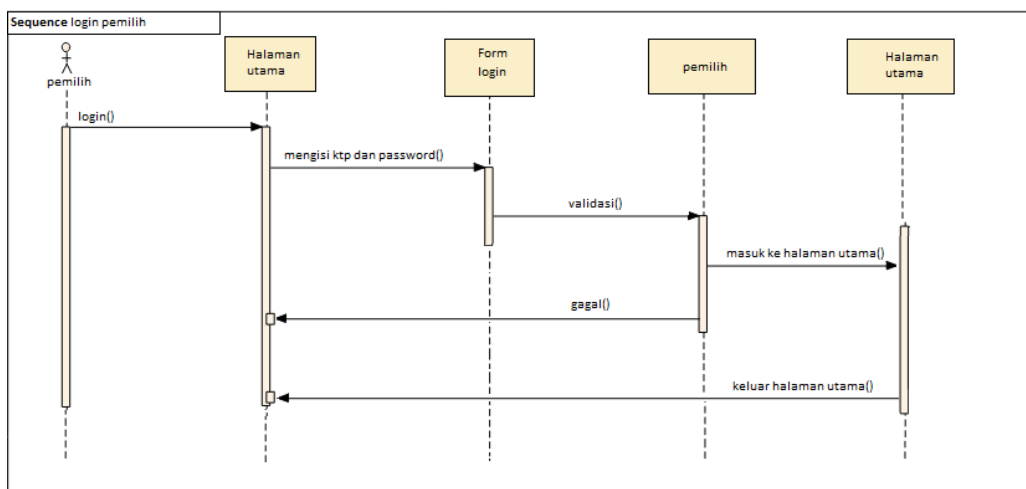 Sequence login pemilih
pemilih
Halaman
utama
Form
login
pemilih
Halaman
utama
login()
mengisi ktp dan password()
validasi()
masuk ke halaman utama()
gagal()
keluar halaman utama()